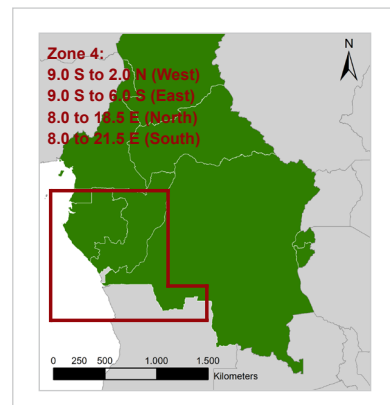 Zone 4:
9.0 S to 2.0 N (West)
9.0 S to 6.0 S (East)
8.0 to 18.5 E (North)
8.0 to 21.5 E (South)
N
0 250 500 1.000 1.500
Kilometers